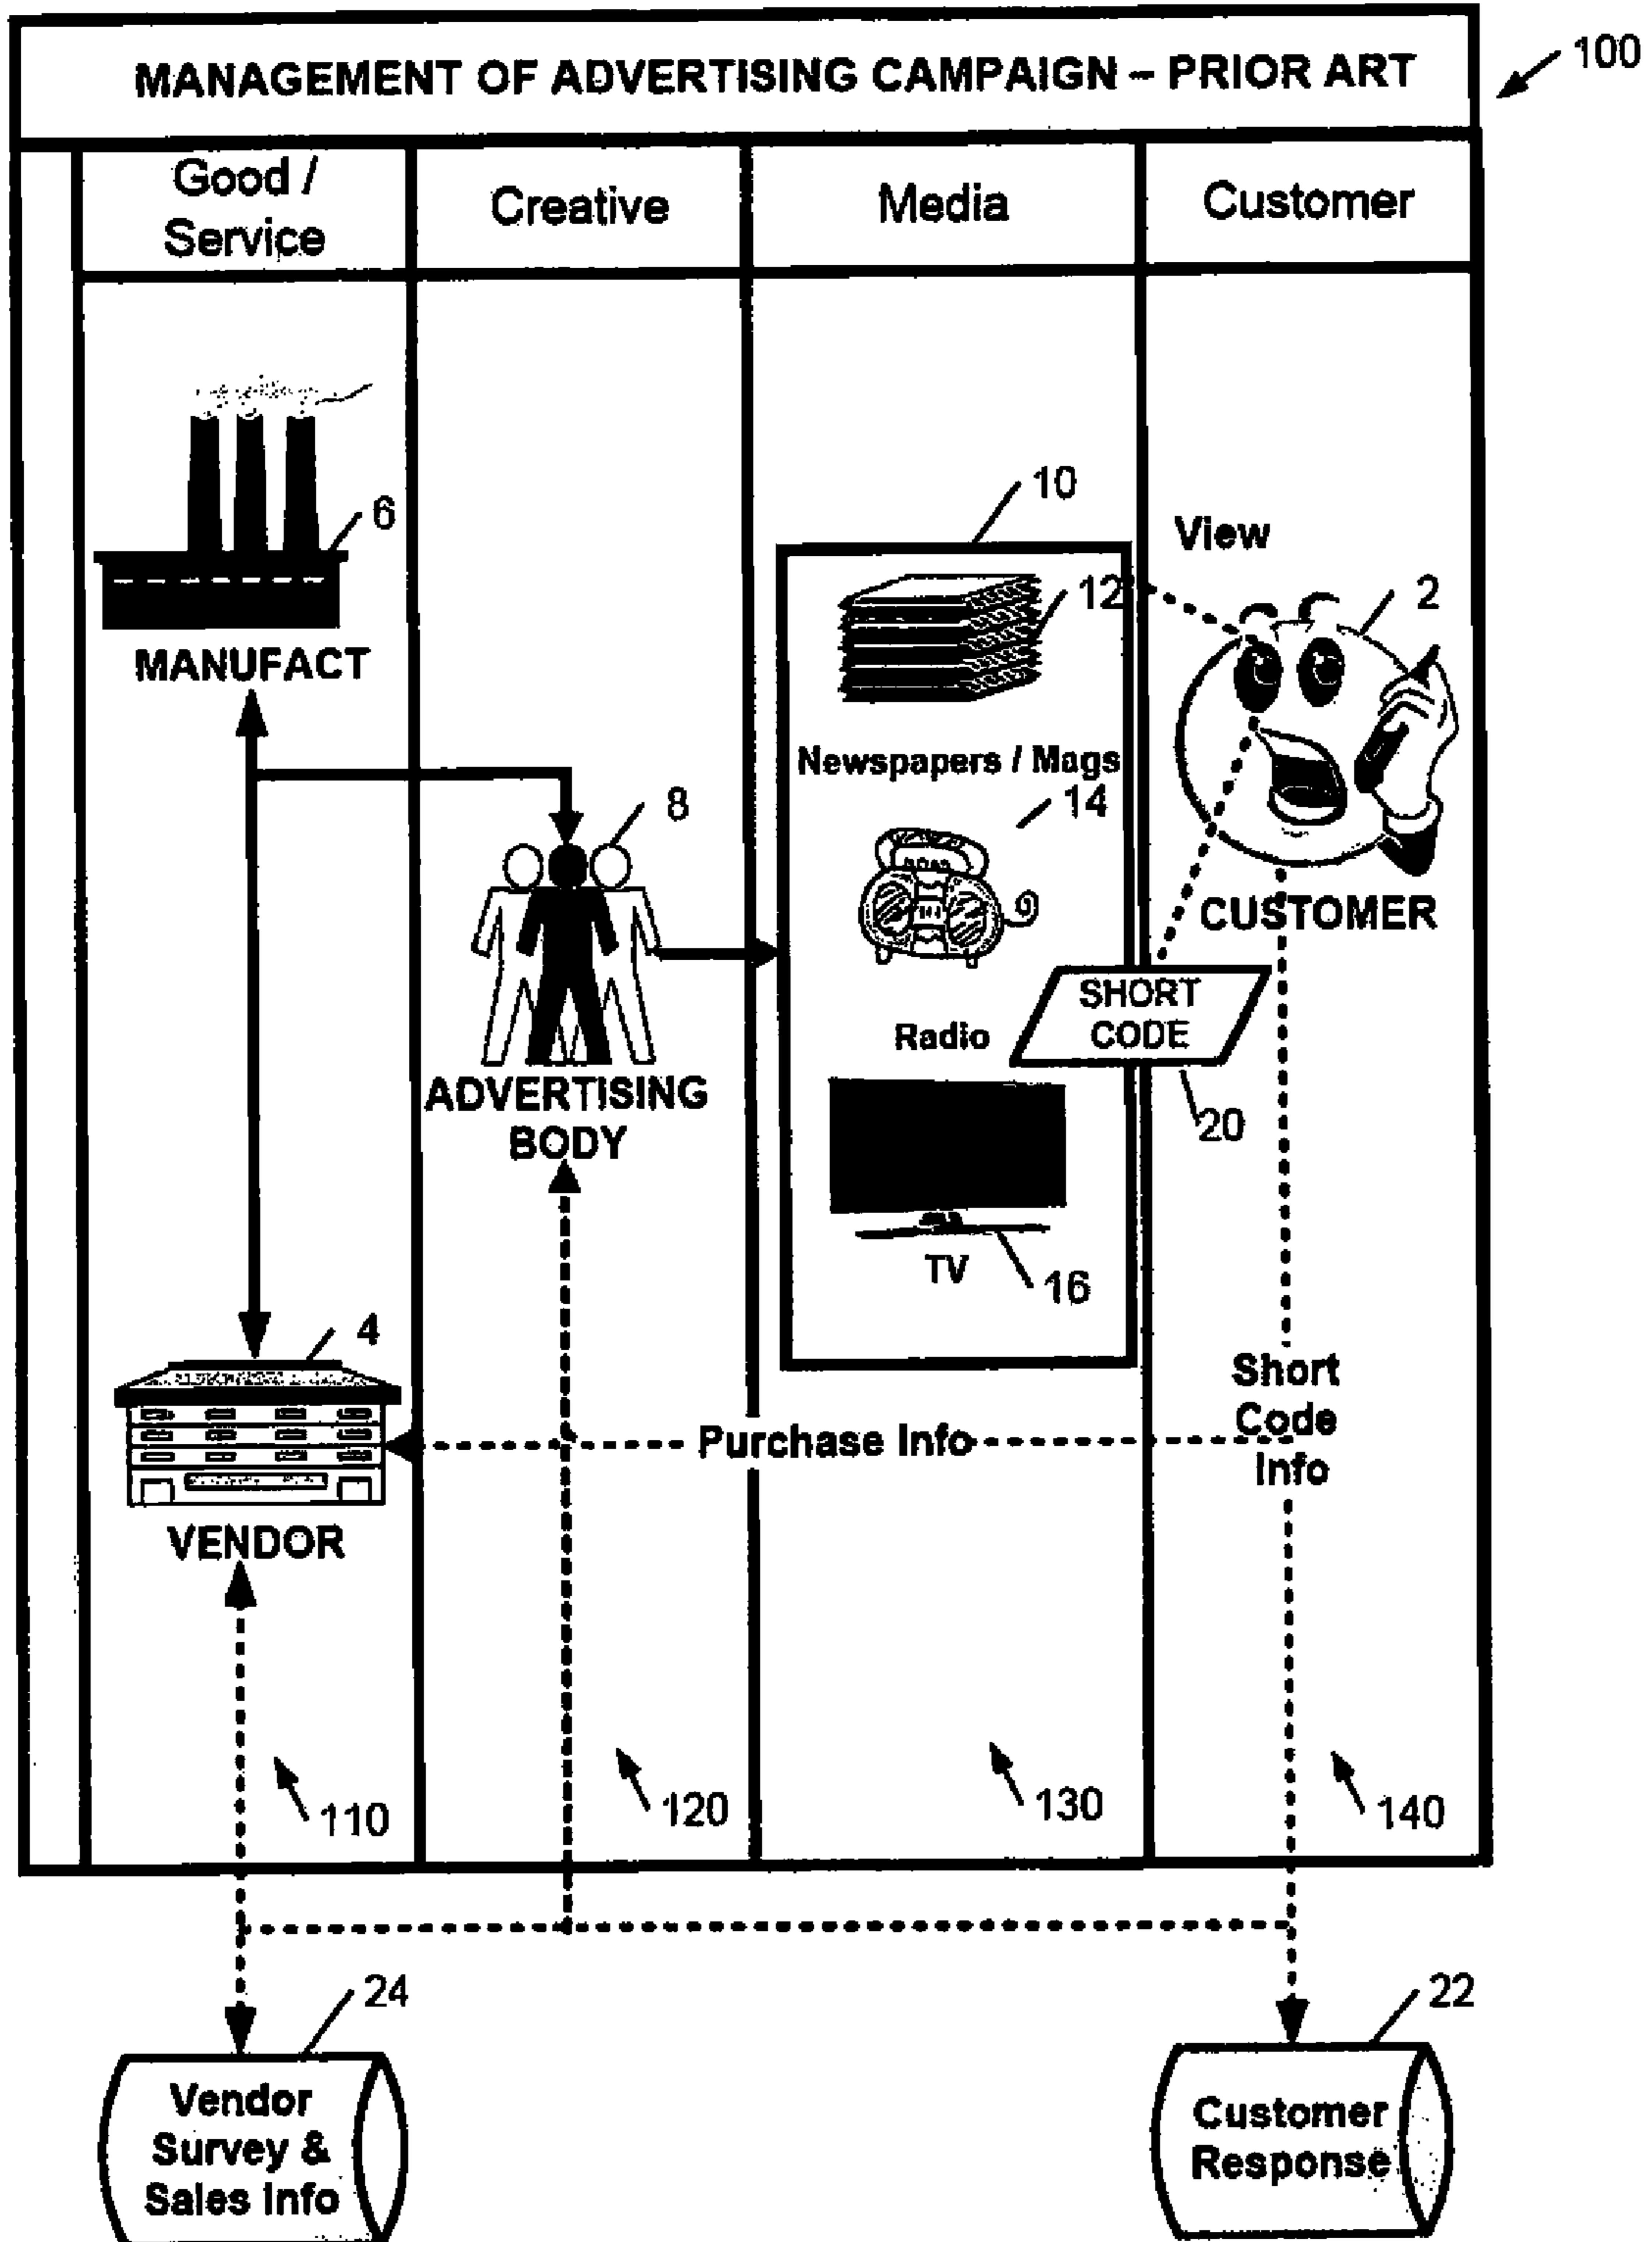 MANAGEMENT OF ADVERTISING CAMPAIGN – PRIOR ART
100
Good /
Service
Creative
Media
Customer
6
MANUFACT
10
View
12
2
Newspapers / Mags
8
14
CUSTOMER
SHORT
CODE
Radio
ADVERTISING
BODY
20
TV
16
4
Short
Code
Info
Purchase Info
VENDOR
110
120
130
140
24
22
Vendor
Survey &
Sales Info
Customer
Response